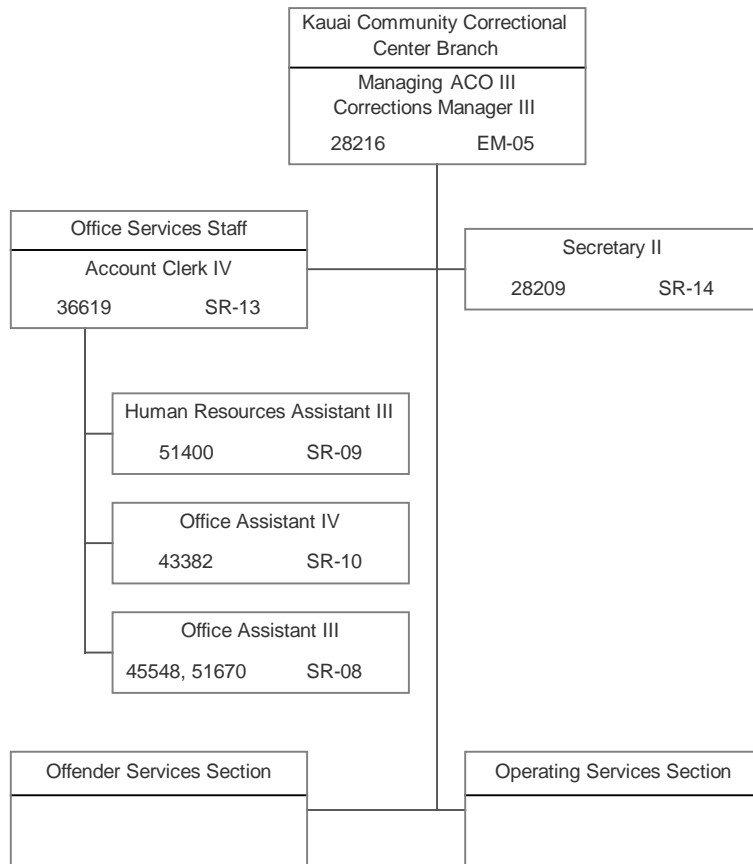 Kauai Community Correctional
Center Branch
Managing ACO III
Corrections Manager III
28216 EM-05
Office Services Staff
Account Clerk IV
36619 SR-13
Secretary II
28209 SR-14
Human Resources Assistant III
51400 SR-09
Office Assistant IV
43382 SR-10
Office Assistant III
45548, 51670 SR-08
Offender Services Section
Operating Services Section